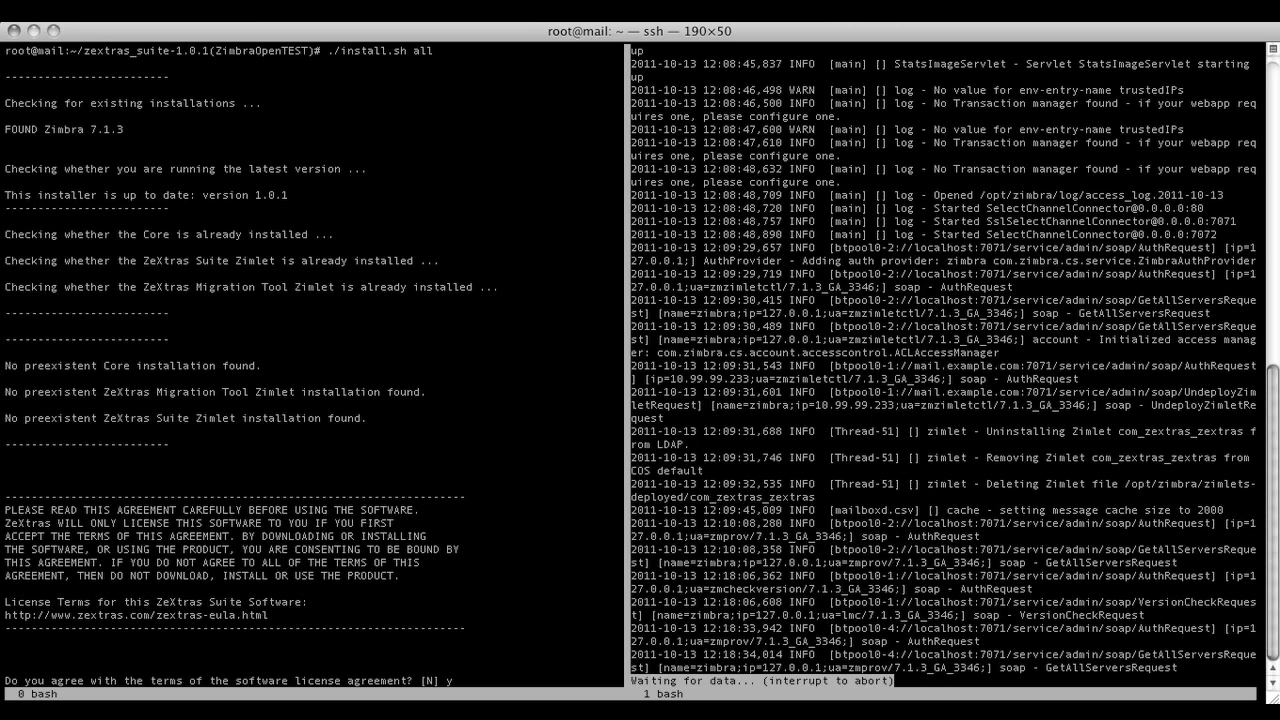 root@mail: ~ — ssh — 190×50
root@mail:~/zextras_suite-1.0.1(ZimbraOpenTEST)# ./install.sh all
-------------------------
Checking for existing installations ...
FOUND Zimbra 7.1.3
Checking whether you are running the latest version ...
This installer is up to date: version 1.0.1
-------------------------
Checking whether the Core is already installed ...
Checking whether the ZeXtras Suite Zimlet is already installed ...
Checking whether the ZeXtras Migration Tool Zimlet is already installed ...
-------------------------
-------------------------
No preexistent Core installation found.
No preexistent ZeXtras Migration Tool Zimlet installation found.
No preexistent ZeXtras Suite Zimlet installation found.
-------------------------
----------------------------------------------------------------------
PLEASE READ THIS AGREEMENT CAREFULLY BEFORE USING THE SOFTWARE.
ZeXtras WILL ONLY LICENSE THIS SOFTWARE TO YOU IF YOU FIRST
ACCEPT THE TERMS OF THIS AGREEMENT. BY DOWNLOADING OR INSTALLING
THE SOFTWARE, OR USING THE PRODUCT, YOU ARE CONSENTING TO BE BOUND BY
THIS AGREEMENT. IF YOU DO NOT AGREE TO ALL OF THE TERMS OF THIS
AGREEMENT, THEN DO NOT DOWNLOAD, INSTALL OR USE THE PRODUCT.
License Terms for this ZeXtras Suite Software:
http://www.zextras.com/zextras-eula.html
----------------------------------------------------------------------
Do you agree with the terms of the software license agreement? [N] y
0 bash
up
2011-10-13 12:08:45,837 INFO  [main] [] StatsImageServlet - Servlet StatsImageServlet starting
up
2011-10-13 12:08:46,498 WARN  [main] [] log - No value for env-entry-name trustedIPs
2011-10-13 12:08:46,500 INFO  [main] [] log - No Transaction manager found - if your webapp req
uires one, please configure one.
2011-10-13 12:08:47,600 WARN  [main] [] log - No value for env-entry-name trustedIPs
2011-10-13 12:08:47,610 INFO  [main] [] log - No Transaction manager found - if your webapp req
uires one, please configure one.
2011-10-13 12:08:48,632 INFO  [main] [] log - No Transaction manager found - if your webapp req
uires one, please configure one.
2011-10-13 12:08:48,709 INFO  [main] [] log - Opened /opt/zimbra/log/access_log.2011-10-13
2011-10-13 12:08:48,720 INFO  [main] [] log - Started SelectChannelConnector@0.0.0.0:80
2011-10-13 12:08:48,757 INFO  [main] [] log - Started SslSelectChannelConnector@0.0.0.0:7071
2011-10-13 12:08:48,890 INFO  [main] [] log - Started SelectChannelConnector@0.0.0.0:7072
2011-10-13 12:09:29,657 INFO  [btpool0-2://localhost:7071/service/admin/soap/AuthRequest] [ip=1
27.0.0.1;] AuthProvider - Adding auth provider: zimbra com.zimbra.cs.service.ZimbraAuthProvider
2011-10-13 12:09:29,719 INFO  [btpool0-2://localhost:7071/service/admin/soap/AuthRequest] [ip=1
27.0.0.1;ua=zmzimletctl/7.1.3_GA_3346;] soap - AuthRequest
2011-10-13 12:09:30,415 INFO  [btpool0-2://localhost:7071/service/admin/soap/GetAllServersReque
st] [name=zimbra;ip=127.0.0.1;ua=zmzimletctl/7.1.3_GA_3346;] soap - GetAllServersRequest
2011-10-13 12:09:30,489 INFO  [btpool0-2://localhost:7071/service/admin/soap/GetAllServersReque
st] [name=zimbra;ip=127.0.0.1;ua=zmzimletctl/7.1.3_GA_3346;] account - Initialized access manag
er: com.zimbra.cs.account.accesscontrol.ACLAccessManager
2011-10-13 12:09:31,543 INFO  [btpool0-1://mail.example.com:7071/service/admin/soap/AuthRequest
] [ip=10.99.99.233;ua=zmzimletctl/7.1.3_GA_3346;] soap - AuthRequest
2011-10-13 12:09:31,601 INFO  [btpool0-1://mail.example.com:7071/service/admin/soap/UndeployZim
letRequest] [name=zimbra;ip=10.99.99.233;ua=zmzimletctl/7.1.3_GA_3346;] soap - UndeployZimletRe
quest
2011-10-13 12:09:31,688 INFO  [Thread-51] [] zimlet - Uninstalling Zimlet com_zextras_zextras f
rom LDAP.
2011-10-13 12:09:31,746 INFO  [Thread-51] [] zimlet - Removing Zimlet com_zextras_zextras from
COS default
2011-10-13 12:09:32,535 INFO  [Thread-51] [] zimlet - Deleting Zimlet file /opt/zimbra/zimlets-
deployed/com_zextras_zextras
2011-10-13 12:09:45,009 INFO  [mailboxd.csv] [] cache - setting message cache size to 2000
2011-10-13 12:10:08,280 INFO  [btpool0-2://localhost:7071/service/admin/soap/AuthRequest] [ip=1
27.0.0.1;ua=zmprov/7.1.3_GA_3346;] soap - AuthRequest
2011-10-13 12:10:08,358 INFO  [btpool0-2://localhost:7071/service/admin/soap/GetAllServersReque
st] [name=zimbra;ip=127.0.0.1;ua=zmprov/7.1.3_GA_3346;] soap - GetAllServersRequest
2011-10-13 12:18:06,362 INFO  [btpool0-1://localhost:7071/service/admin/soap/AuthRequest] [ip=1
27.0.0.1;ua=zmcheckversion/7.1.3_GA_3346;] soap - AuthRequest
2011-10-13 12:18:06,608 INFO  [btpool0-1://localhost:7071/service/admin/soap/VersionCheckReques
t] [name=zimbra;ip=127.0.0.1;ua=lmc/7.1.3_GA_3346;] soap - VersionCheckRequest
2011-10-13 12:18:33,942 INFO  [btpool0-4://localhost:7071/service/admin/soap/AuthRequest] [ip=1
27.0.0.1;ua=zmprov/7.1.3_GA_3346;] soap - AuthRequest
2011-10-13 12:18:34,014 INFO  [btpool0-4://localhost:7071/service/admin/soap/GetAllServersReque
st] [name=zimbra;ip=127.0.0.1;ua=zmprov/7.1.3_GA_3346;] soap - GetAllServersRequest
Waiting for data... (interrupt to abort)
1 bash